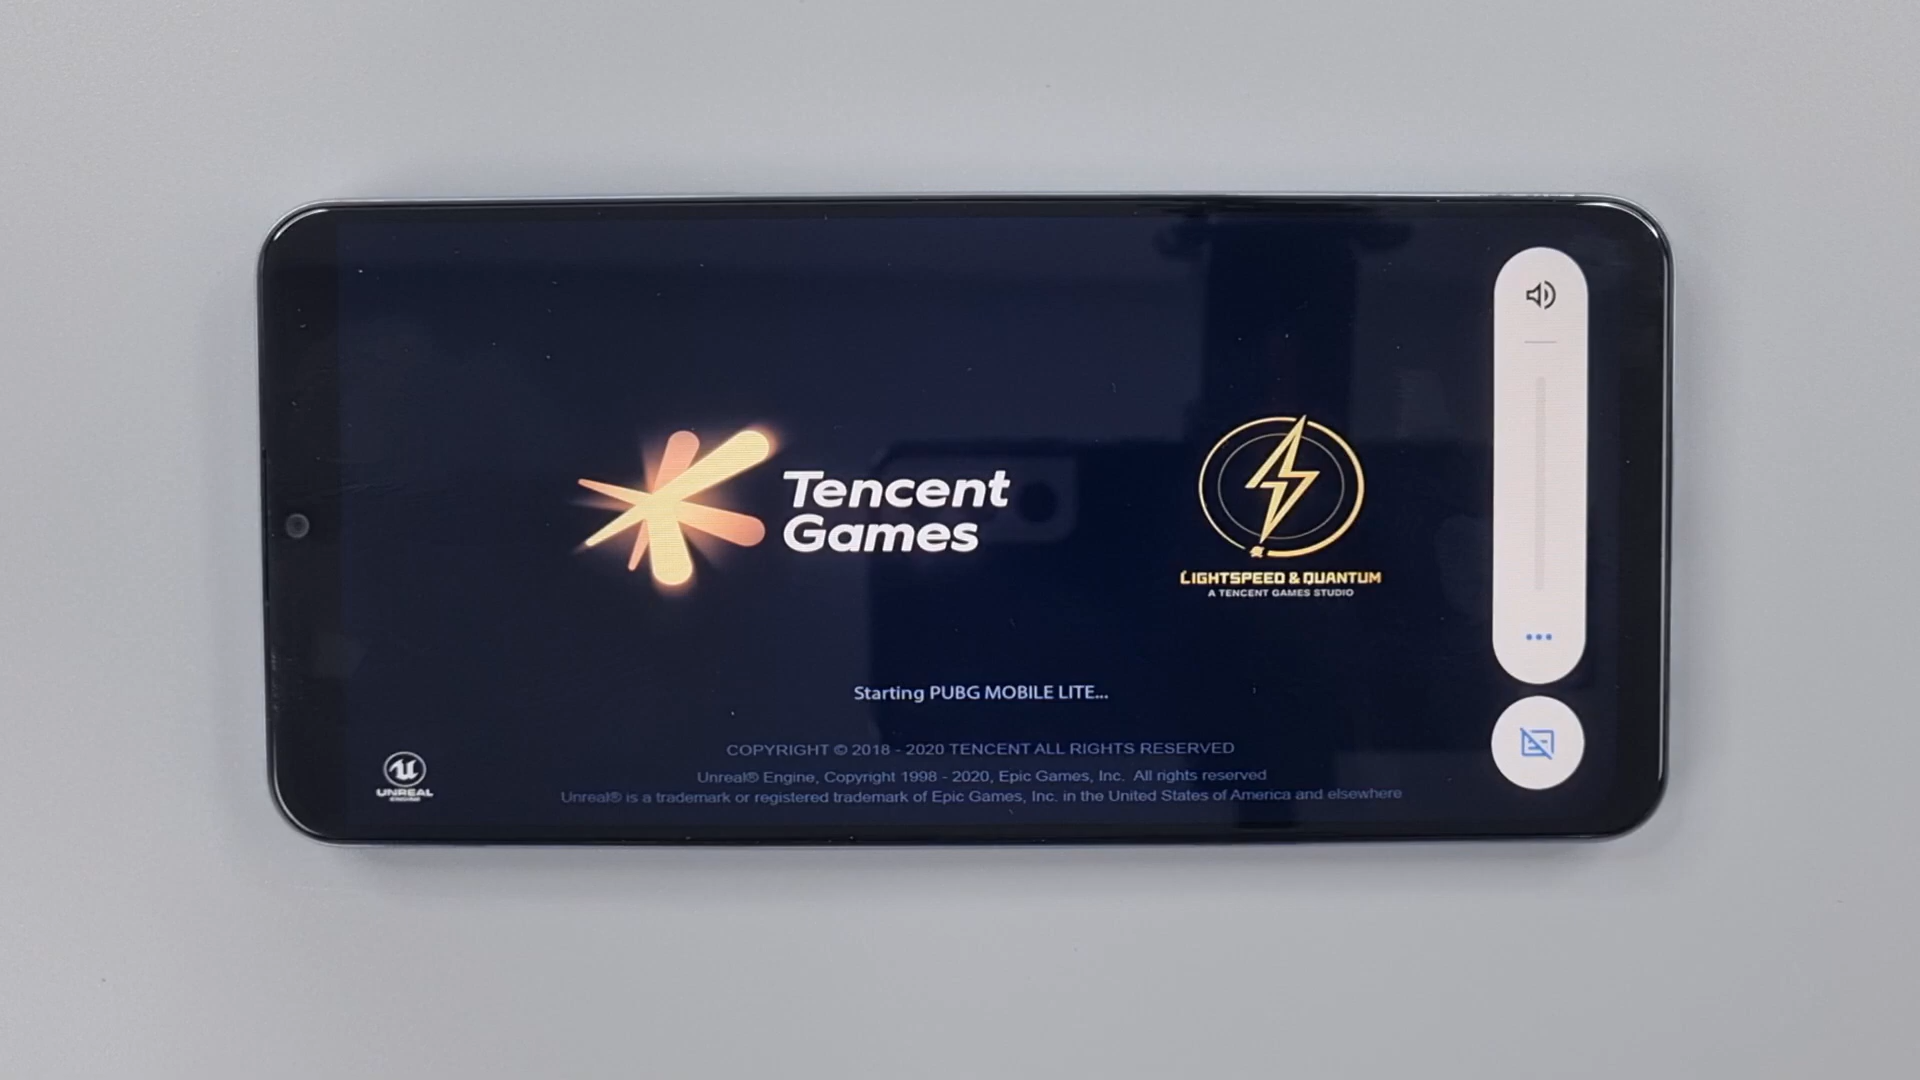 Tencent
Games
LIGHTSPEED & QUANTUM
A TENCENT GAMES STUDIO
Starting PUBG MOBILE LITE...
COPYRIGHT © 2018 - 2020 TENCENT ALL RIGHTS RESERVED
Unreal® Engine, Copyright 1998 - 2020, Epic Games, Inc. All rights reserved
Unreal® is a trademark or registered trademark of Epic Games, Inc. in the United States of America and elsewhere
UNREAL
ENGINE